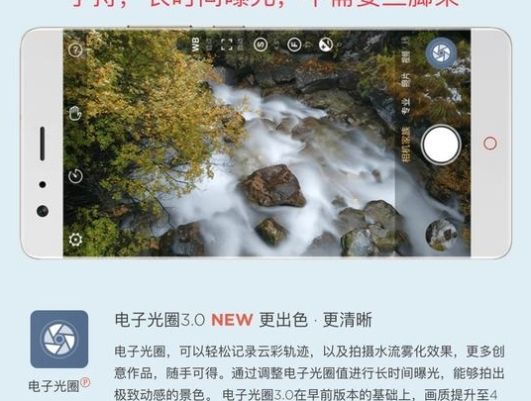 手持，长时间曝光，不需要三脚架
WB
S
F
相机家族 专业 照片
电子光圈3.0 NEW 更出色 · 更清晰
电子光圈，可以轻松记录云彩轨迹，以及拍摄水流雾化效果，更多创
意作品，随手可得。通过调整电子光圈值进行长时间曝光，能够拍出
电子光圈Ⓟ
极致动感的景色。 电子光圈3.0在早前版本的基础上，画质提升至4